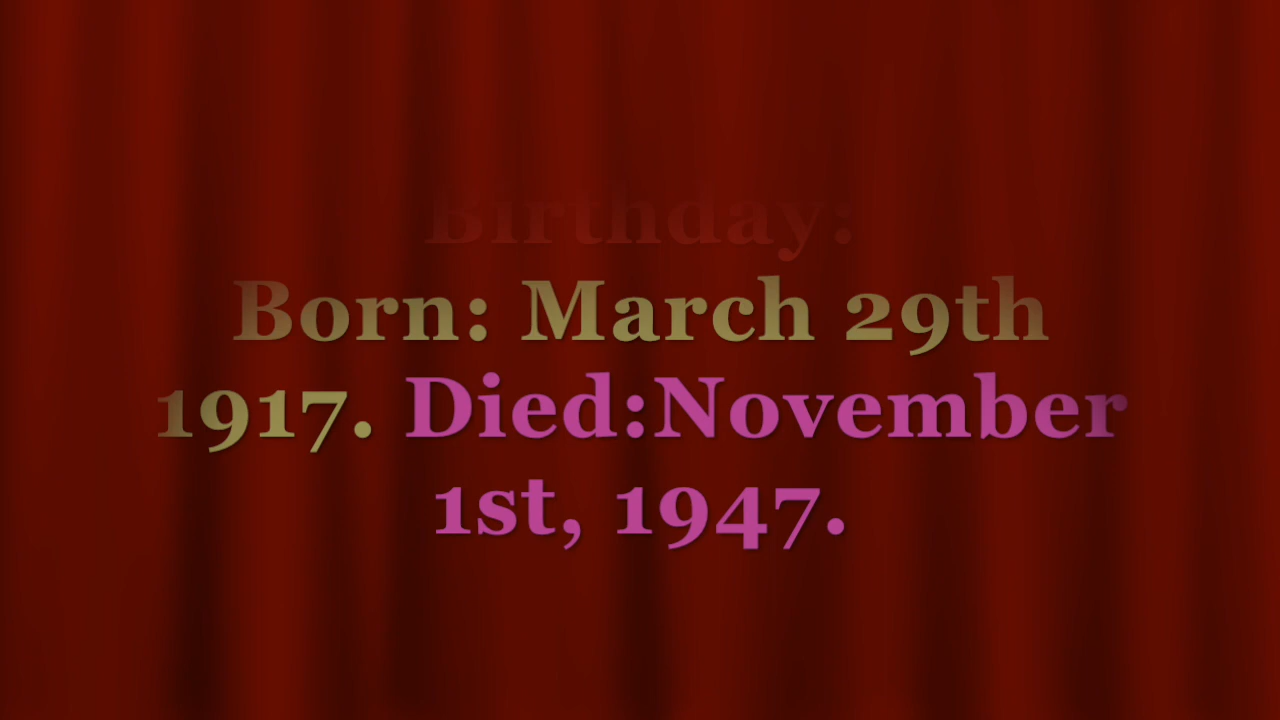 Birthday:
Born: March 29th
1917. Died:November
1st, 1947.